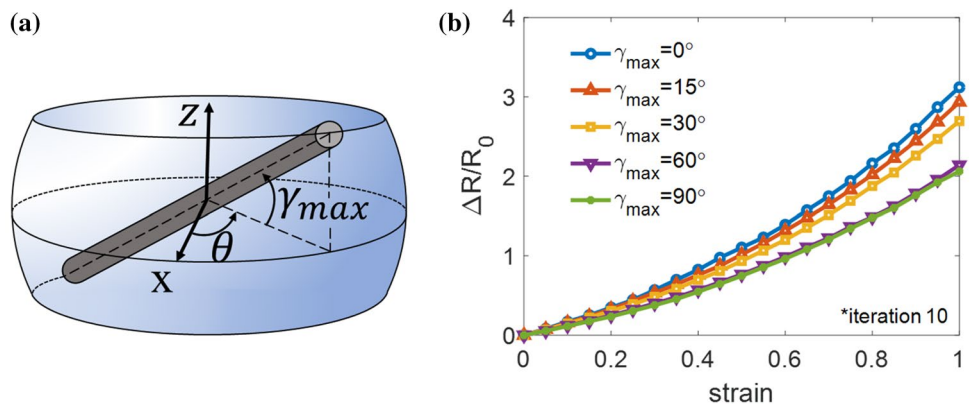 (a)
Z
γmax
θ
X
(b)
4
3
2
1
0
ΔR/R0
γmax=0°
γmax=15°
γmax=30°
γmax=60°
γmax=90°
*iteration 10
0 0.2 0.4 0.6 0.8 1
strain